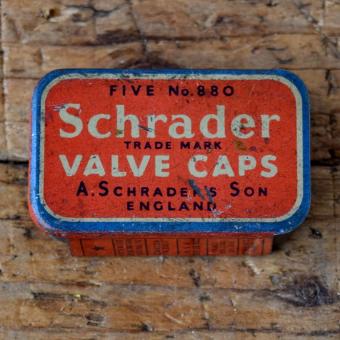 FIVE No. 880
Schrader
TRADE MARK
VALVE CAPS
A. SCHRADER'S SON
ENGLAND